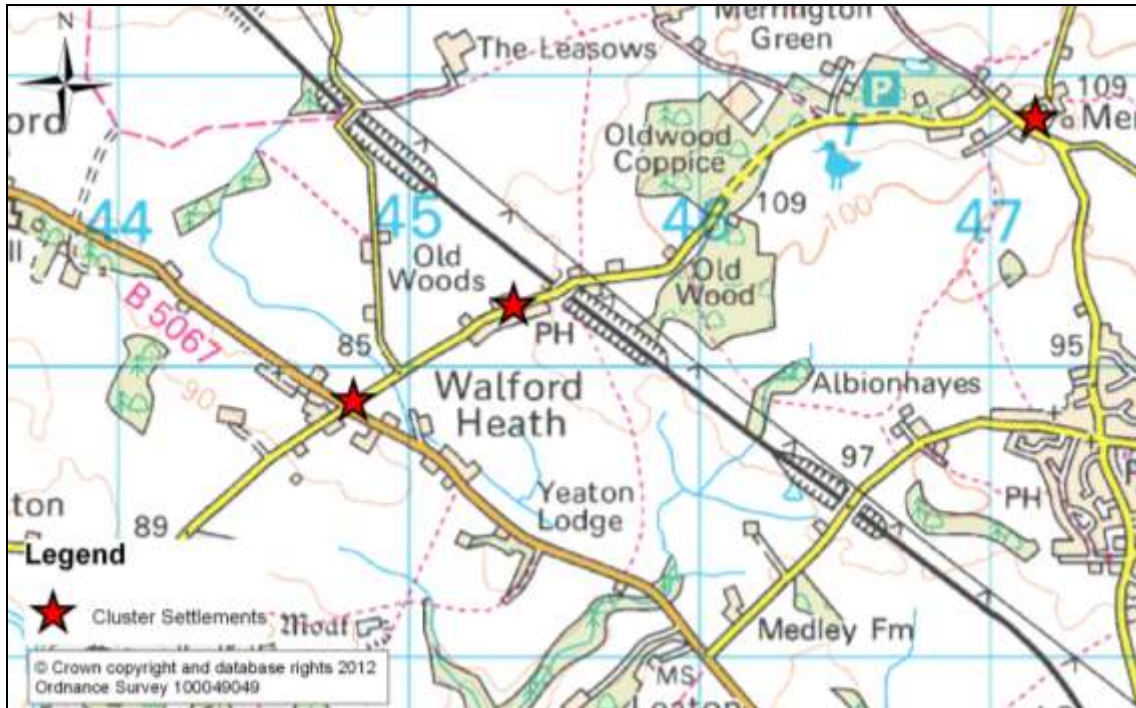 N
Merrington
Green
The Leasows
P
109
Oldwood
Coppice
44
45
46
47
109
100
Old
Woods
Old
Wood
B 5067
PH
85
95
90
Walford
Heath
Albionhayes
97
PH
ton
89
Yeaton
Lodge
Legend
Cluster Settlements
Moat
Medley Fm
MS
© Crown copyright and database rights 2012
Ordnance Survey 100049049